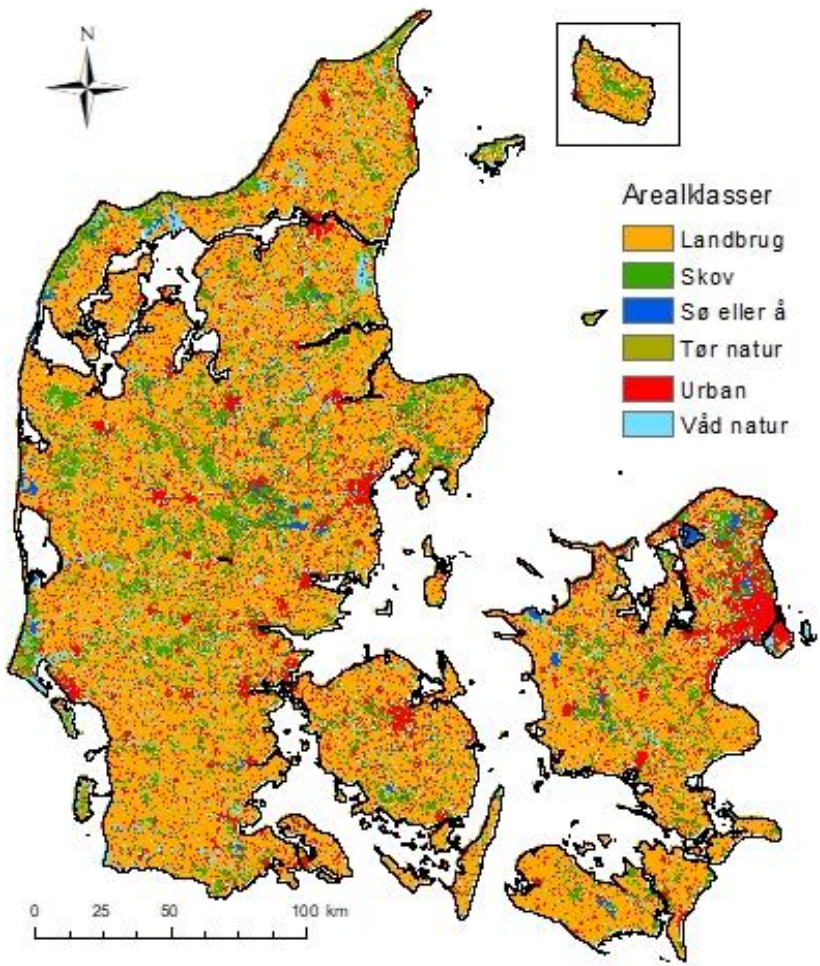 N
Arealklasser
Landbrug
Skov
Sø eller å
Tør natur
Urban
Våd natur
0 25 50 100 km